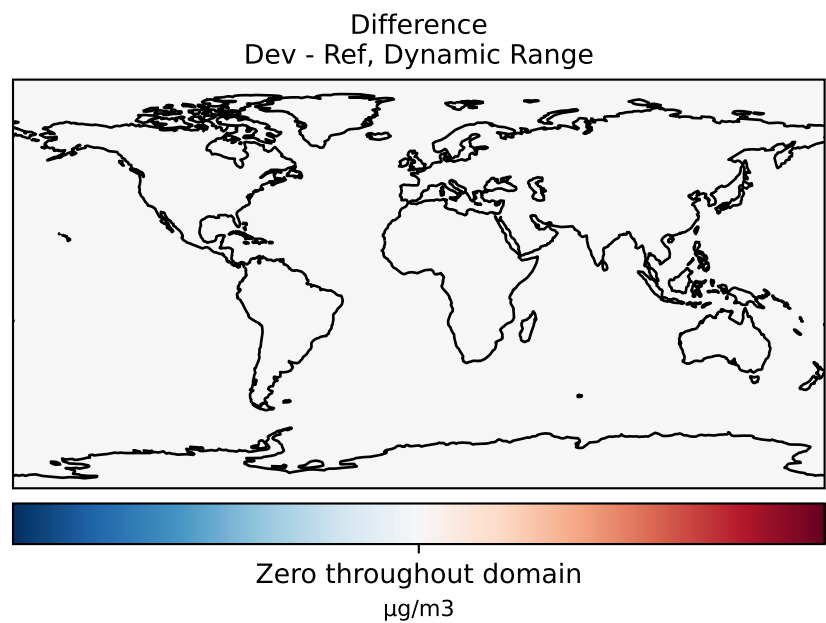 Difference
Dev - Ref, Dynamic Range
Zero throughout domain
μg/m3